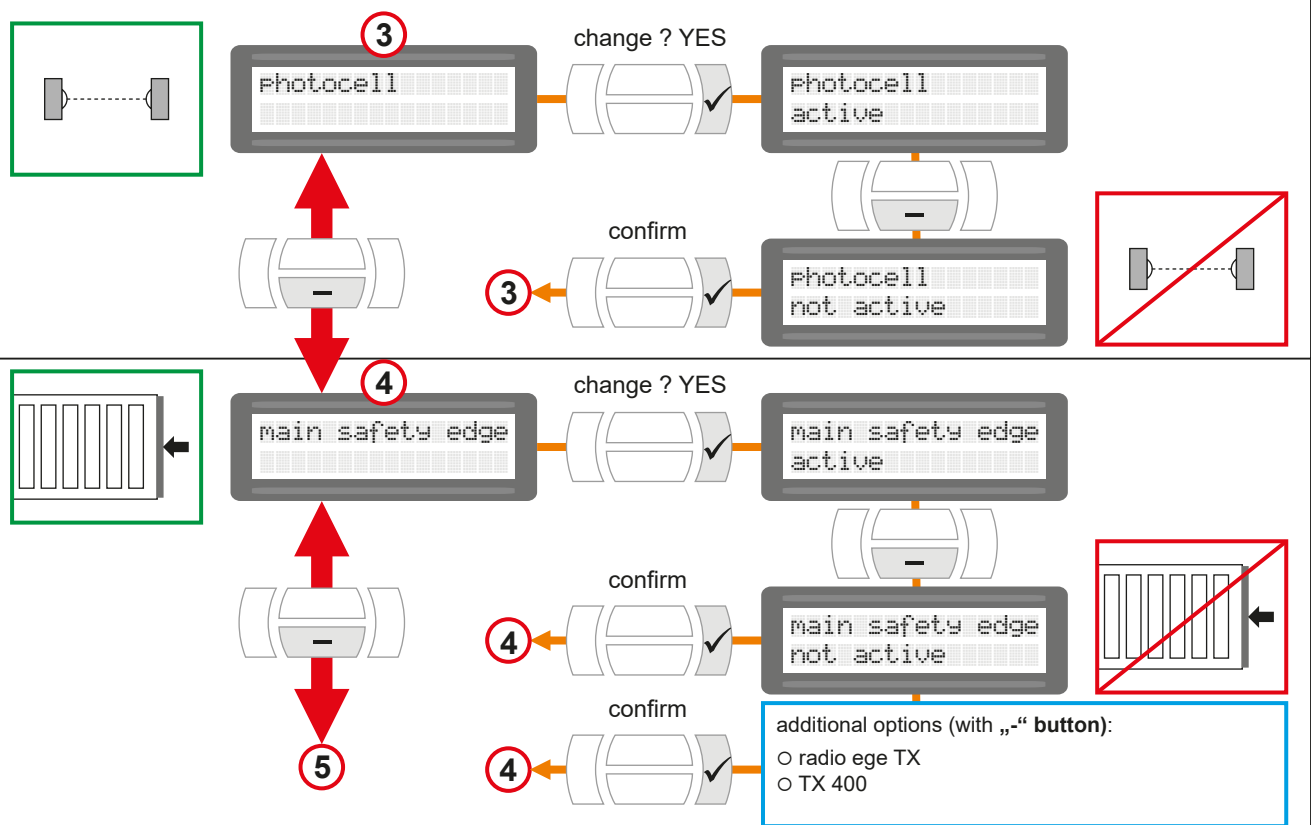 3
change ? YES
photocell
photocell
active
–
confirm
–
3
photocell
not active
4
change ? YES
main safety edge
main safety edge
active
–
confirm
–
4
main safety edge
not active
confirm
additional options (with „-“ button):
○ radio ege TX
○ TX 400
4
5